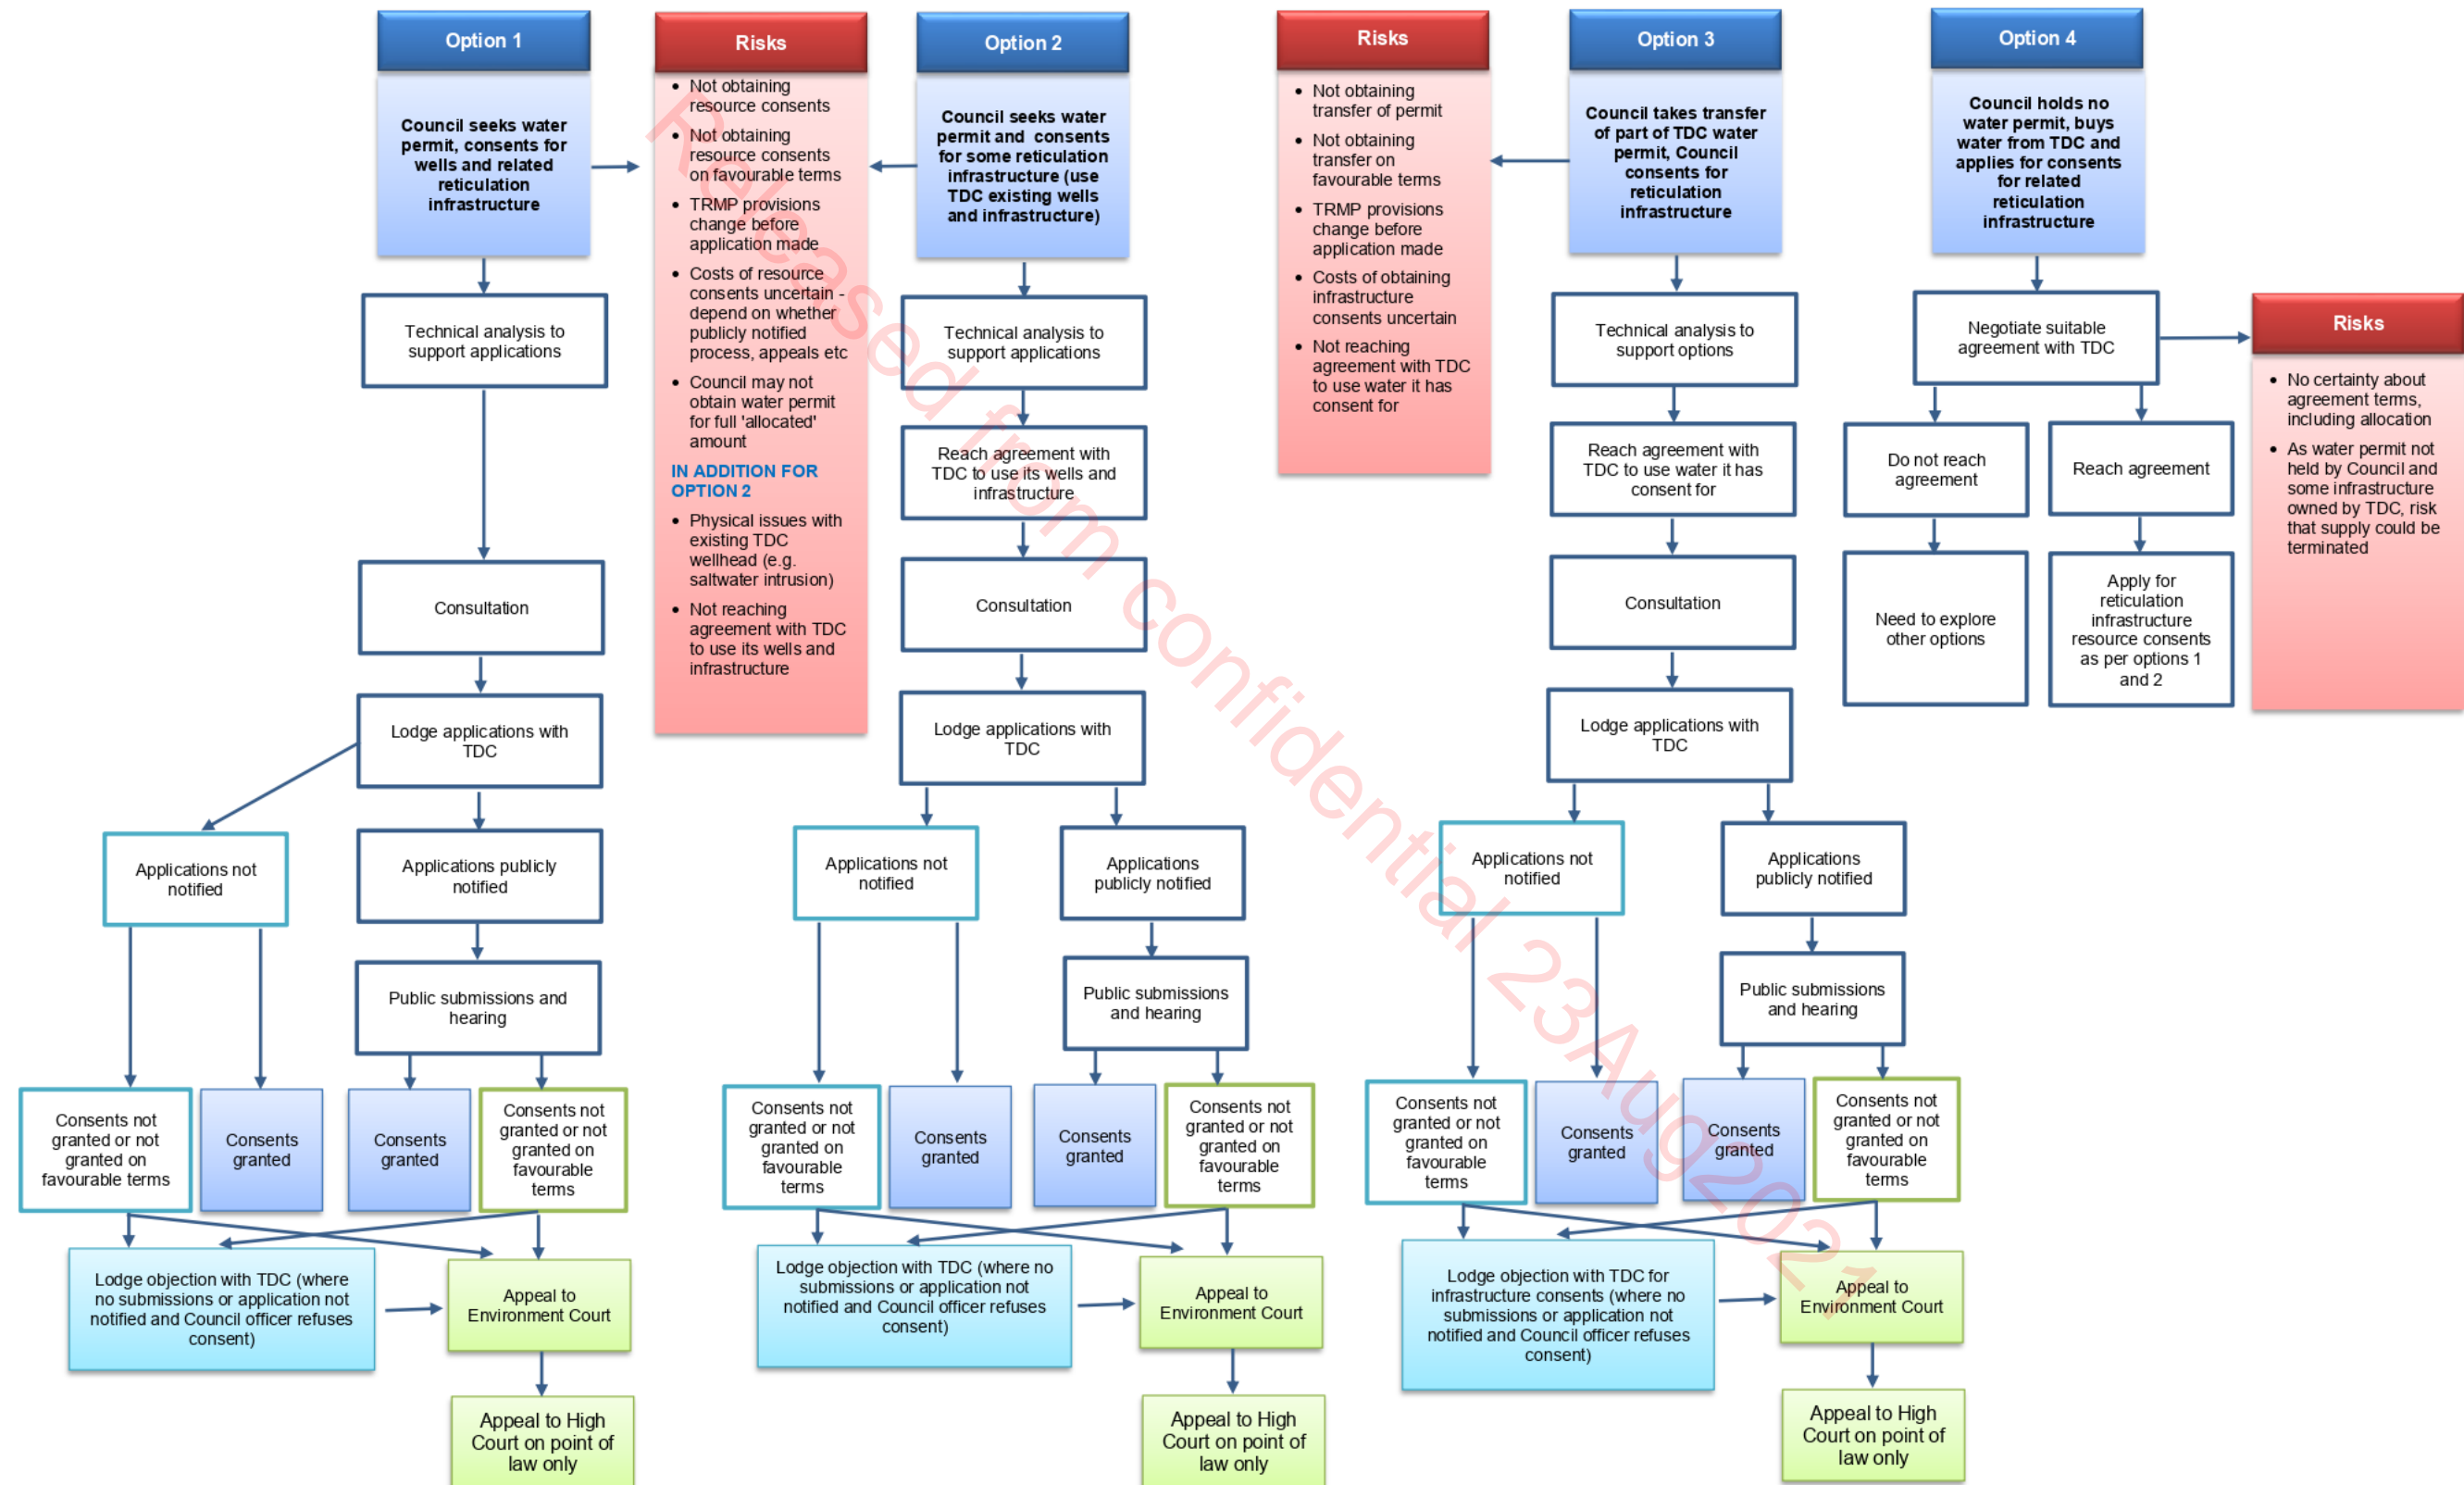 Option 1
Council seeks water
permit, consents for
wells and related
reticulation
infrastructure
Technical analysis to
support applications
Consultation
Lodge applications with
TDC
Applications not
notified
Applications publicly
notified
Public submissions and
hearing
Consents not
granted or not
granted on
favourable terms
Consents
granted
Consents
granted
Consents not
granted or not
granted on
favourable
terms
Lodge objection with TDC (where
no submissions or application not
notified and Council officer refuses
consent)
Appeal to
Environment Court
Appeal to High
Court on point of
law only
Risks
• Not obtaining
resource consents
• Not obtaining
resource consents
on favourable terms
• TRMP provisions
change before
application made
• Costs of resource
consents uncertain -
depend on whether
publicly notified
process, appeals etc
• Council may not
obtain water permit
for full 'allocated'
amount
IN ADDITION FOR
OPTION 2
• Physical issues with
existing TDC
wellhead (e.g.
saltwater intrusion)
• Not reaching
agreement with TDC
to use its wells and
infrastructure
Option 2
Council seeks water
permit and consents
for some reticulation
infrastructure (use
TDC existing wells
and infrastructure)
Technical analysis to
support applications
Reach agreement with
TDC to use its wells and
infrastructure
Consultation
Lodge applications with
TDC
Applications not
notified
Applications
publicly notified
Public submissions
and hearing
Consents not
granted or not
granted on
favourable
terms
Consents
granted
Consents
granted
Consents not
granted or not
granted on
favourable
terms
Lodge objection with TDC (where no
submissions or application not
notified and Council officer refuses
consent)
Appeal to
Environment Court
Appeal to High
Court on point of
law only
Risks
• Not obtaining
transfer of permit
• Not obtaining
transfer on
favourable terms
• TRMP provisions
change before
application made
• Costs of obtaining
infrastructure
consents uncertain
• Not reaching
agreement with TDC
to use water it has
consent for
Option 3
Council takes transfer
of part of TDC water
permit, Council
consents for
reticulation
infrastructure
Technical analysis to
support options
Reach agreement with
TDC to use water it has
consent for
Consultation
Lodge applications with
TDC
Applications not
notified
Applications
publicly notified
Public submissions
and hearing
Consents not
granted or not
granted on
favourable
terms
Consents
granted
Consents
granted
Consents not
granted or not
granted on
favourable
terms
Lodge objection with TDC for
infrastructure consents (where no
submissions or application not
notified and Council officer refuses
consent)
Appeal to
Environment Court
Appeal to High
Court on point of
law only
Option 4
Council holds no
water permit, buys
water from TDC and
applies for consents
for related
reticulation
infrastructure
Negotiate suitable
agreement with TDC
Do not reach
agreement
Reach agreement
Need to explore
other options
Apply for
reticulation
infrastructure
resource consents
as per options 1
and 2
Risks
• No certainty about
agreement terms,
including allocation
• As water permit not
held by Council and
some infrastructure
owned by TDC, risk
that supply could be
terminated
Released from confidential 23Aug2021